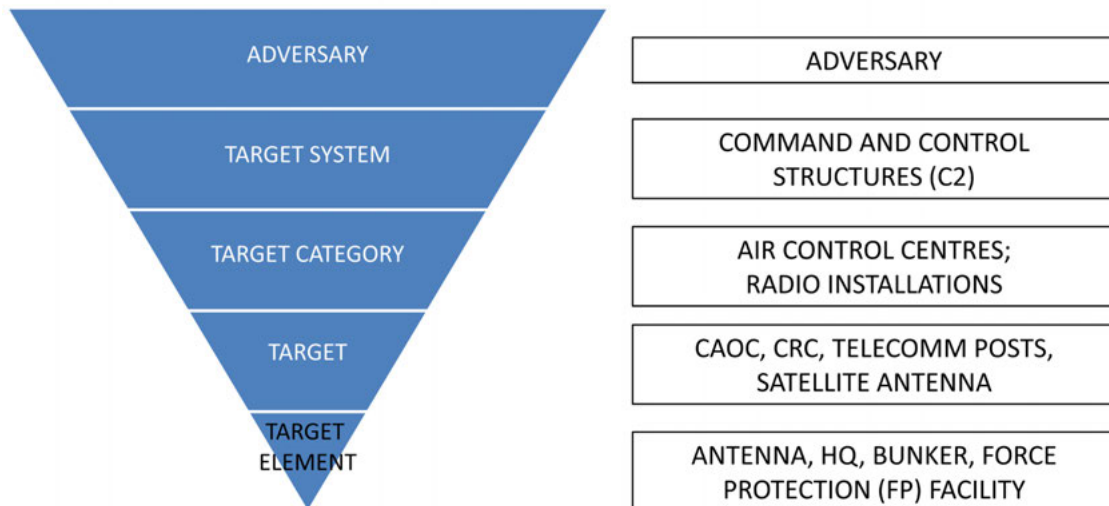 ADVERSARY
ADVERSARY
TARGET SYSTEM
COMMAND AND CONTROL
STRUCTURES (C2)
TARGET CATEGORY
AIR CONTROL CENTRES;
RADIO INSTALLATIONS
TARGET
CAOC, CRC, TELECOMM POSTS,
SATELLITE ANTENNA
TARGET
ELEMENT
ANTENNA, HQ, BUNKER, FORCE
PROTECTION (FP) FACILITY